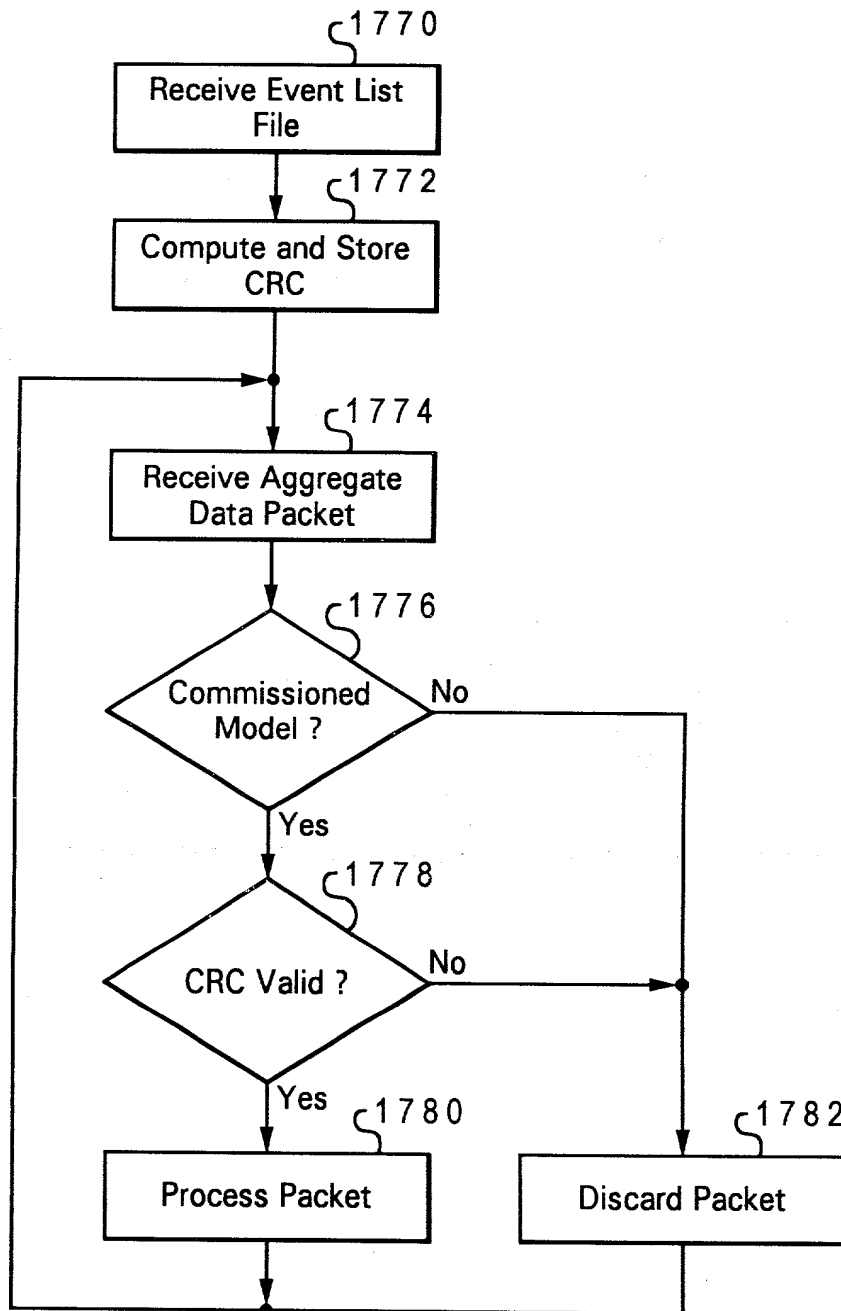 1770
Receive Event List
File
1772
Compute and Store
CRC
1774
Receive Aggregate
Data Packet
1776
Commissioned
Model ?
No
Yes
1778
CRC Valid ?
No
Yes
1780
Process Packet
1782
Discard Packet